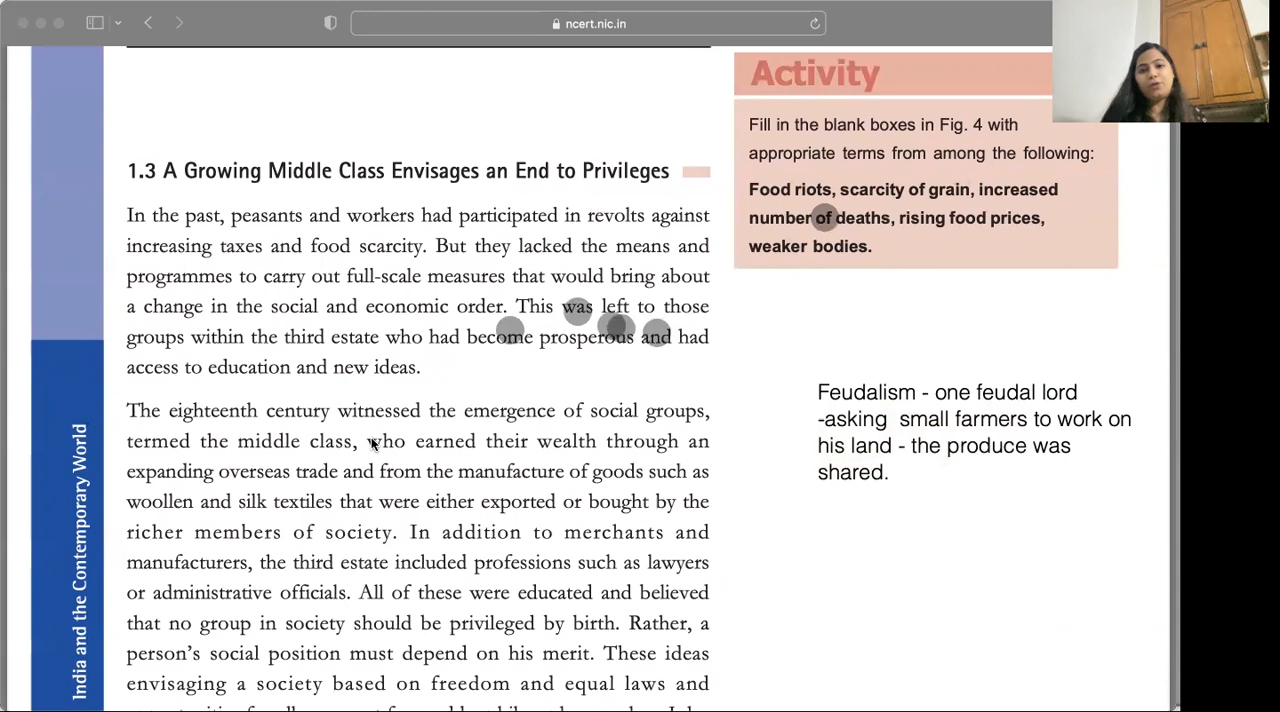 ncert.nic.in
Activity
Fill in the blank boxes in Fig. 4 with
appropriate terms from among the following:
Food riots, scarcity of grain, increased
number of deaths, rising food prices,
weaker bodies.
1.3 A Growing Middle Class Envisages an End to Privileges
In the past, peasants and workers had participated in revolts against
increasing taxes and food scarcity. But they lacked the means and
programmes to carry out full-scale measures that would bring about
a change in the social and economic order. This was left to those
groups within the third estate who had become prosperous and had
access to education and new ideas.
The eighteenth century witnessed the emergence of social groups,
termed the middle class, who earned their wealth through an
expanding overseas trade and from the manufacture of goods such as
woollen and silk textiles that were either exported or bought by the
richer members of society. In addition to merchants and
manufacturers, the third estate included professions such as lawyers
or administrative officials. All of these were educated and believed
that no group in society should be privileged by birth. Rather, a
person's social position must depend on his merit. These ideas
envisaging a society based on freedom and equal laws and
Feudalism - one feudal lord
-asking small farmers to work on
his land - the produce was
shared.
India and the Contemporary World